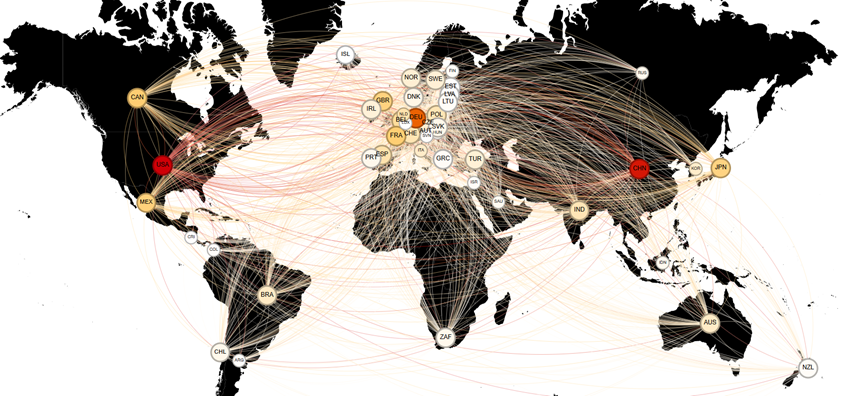 ISL
NOR
SWE
FIN
RUS
EST
LVA
DNK
LTU
CAN
GBR
IRL
NLD
BEL
DEU
POL
CZE
SVK
AUT
HUN
FRA
CHE
SVN
ITA
ESP
PRT
GRC
TUR
USA
CHN
KOR
JPN
ISR
MEX
SAU
IND
CRI
COL
IDN
BRA
AUS
ZAF
CHL
ARG
NZL